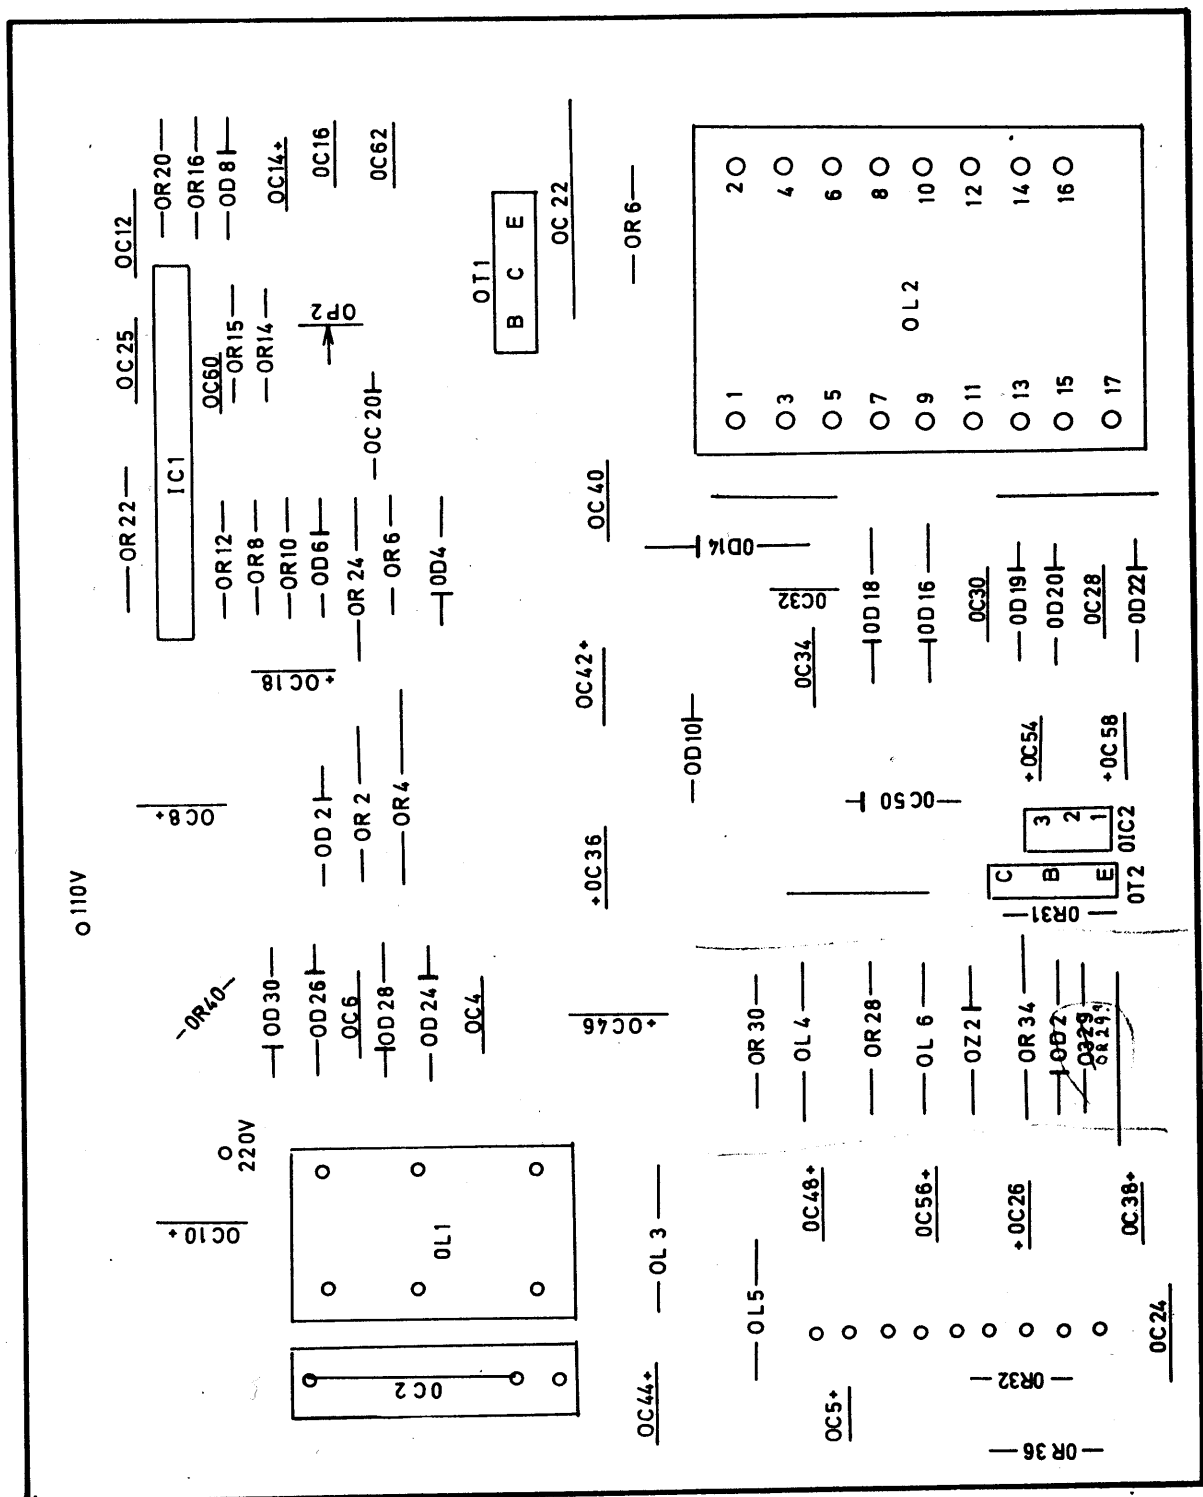 OC12
OC25
OR22
OR20
OR16
OD8
OC14+
OC16
OC62
IC1
OC60
OR15
OR14
OP2
OC20
OR12
OR8
OR10
OD6
OR24
OR6
OD4
+OC18
OC8+
OD2
OR2
OR4
110V
OR40
OD30
OD26
OC6
OD28
OD24
OC4
220V
OC10+
OL1
OC2
OT1
B C E
OC22
OR6
OC40
OC42+
+OC36
+OC46
OL3
OC44+
2
4
6
8
10
12
14
16
OL2
1
3
5
7
9
11
13
15
17
OD14
OC32
OC34
OD18
OD16
OC30
OD19
OD20
OC28
OD22
OD10
OC50
+OC54
+OC58
3
2
1
OIC2
C
B
E
OT2
OR31
OR30
OL4
OR28
OL6
OZ2
OR34
OD2
OR29.
OL5
OC48+
OC56+
+OC26
OC38+
OC24
OR32
OC5+
OR36